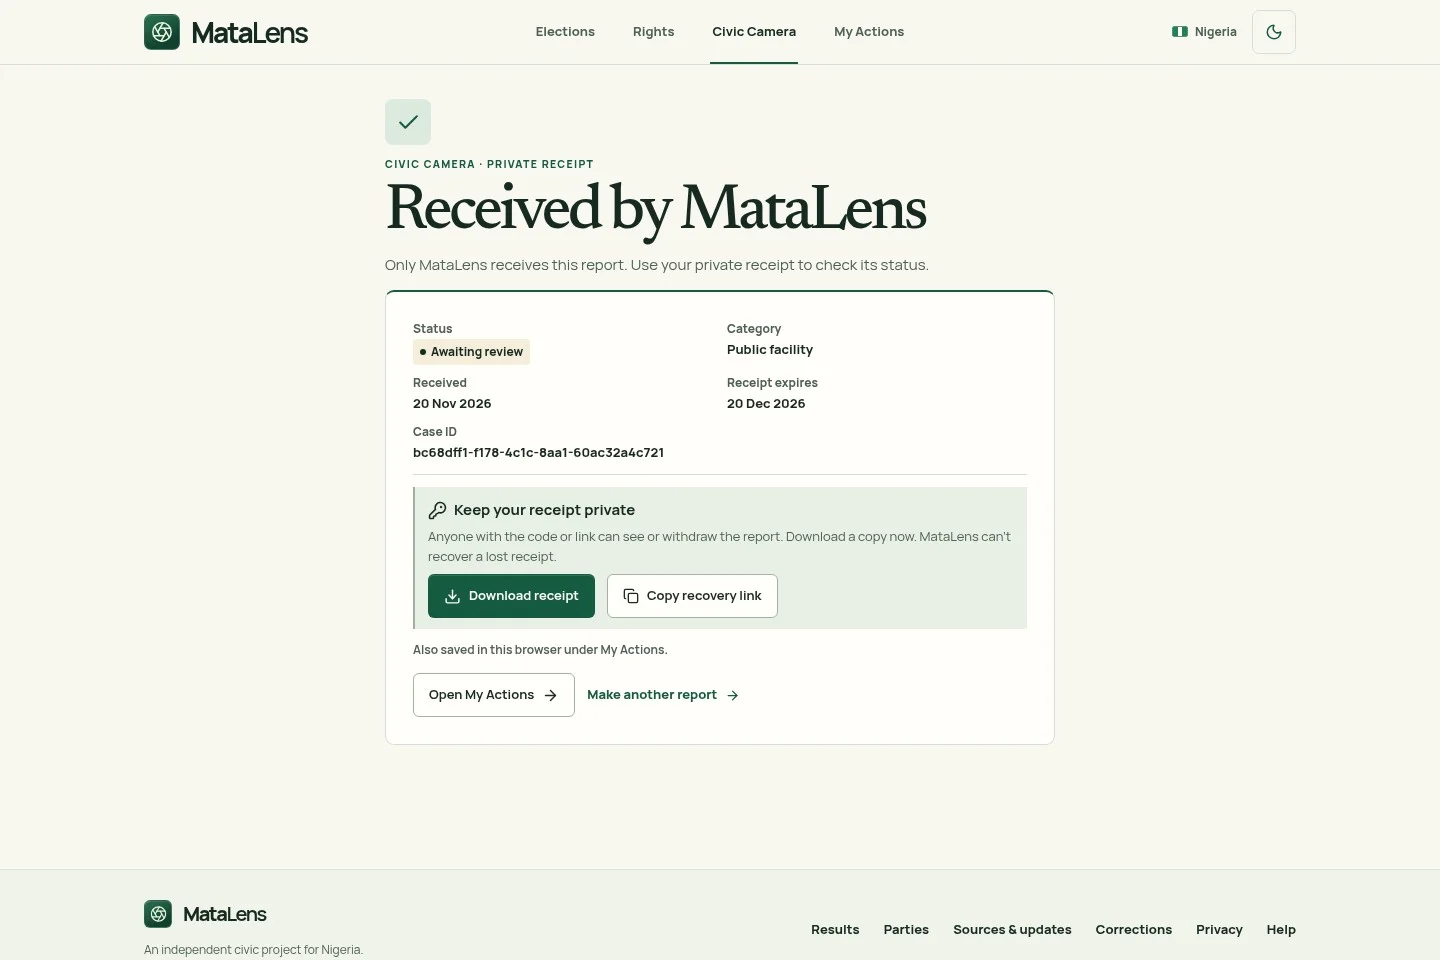 MataLens
Elections
Rights
Civic Camera
My Actions
Nigeria
CIVIC CAMERA · PRIVATE RECEIPT
Received by MataLens
Only MataLens receives this report. Use your private receipt to check its status.
Status
Awaiting review
Category
Public facility
Received
20 Nov 2026
Receipt expires
20 Dec 2026
Case ID
bc68dff1-f178-4c1c-8aa1-60ac32a4c721
Keep your receipt private
Anyone with the code or link can see or withdraw the report. Download a copy now. MataLens can't
recover a lost receipt.
Download receipt
Copy recovery link
Also saved in this browser under My Actions.
Open My Actions
Make another report
MataLens
An independent civic project for Nigeria.
Results
Parties
Sources & updates
Corrections
Privacy
Help